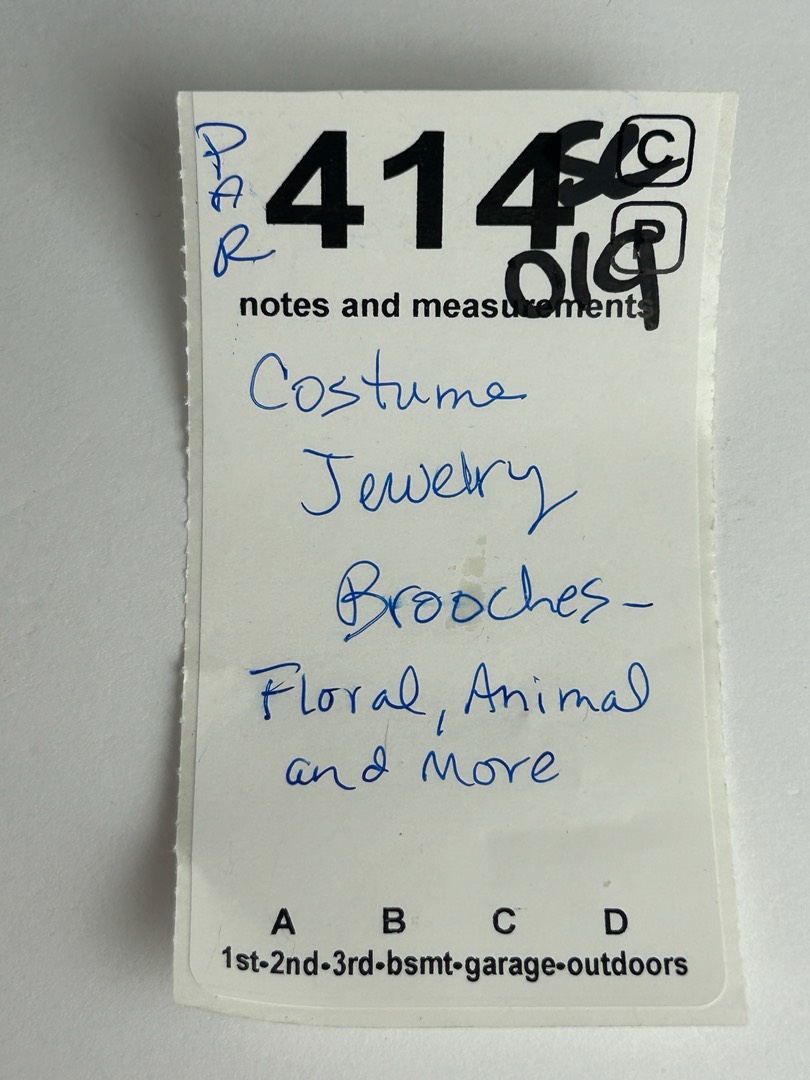 PAR
414 SC C
P
019
notes and measurements
Costume
Jewelry
Brooches-
Floral, Animal
and More
A B C D
1st-2nd-3rd-bsmt-garage-outdoors